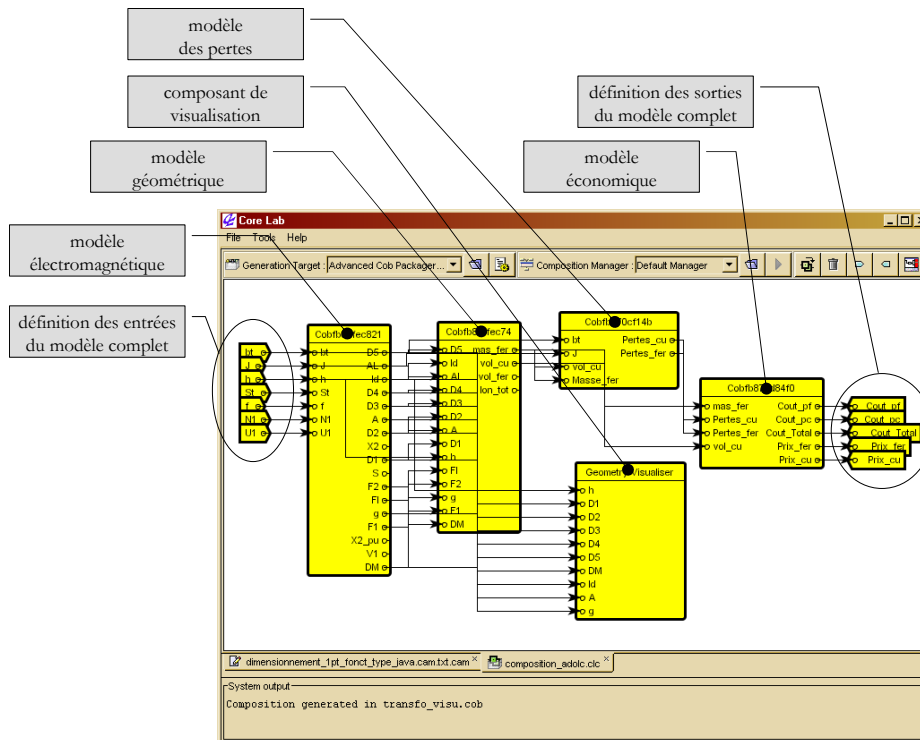 modèle
des pertes
composant de
visualisation
définition des sorties
du modèle complet
modèle
géométrique
modèle
économique
modèle
électromagnétique
définition des entrées
du modèle complet
Core Lab
File Tools Help
Generation Target : Advanced Cob Packager... Composition Manager : Default Manager
bt
J
h
St
f
N1
U1
bt
J
h
St
f
N1
U1
D5
AL
ld
D4
D3
A
D2
X2
D1
S
F2
Fl
g
F1
X2_pu
V1
DM
D5
ld
Al
D4
D3
D2
A
D1
h
Fl
F2
g
F1
DM
mas_fer
vol_cu
vol_fer
lon_tot
bt
J
vol_cu
Masse_fer
Pertes_cu
Pertes_fer
mas_fer
Pertes_cu
Pertes_fer
vol_cu
Cout_pf
Cout_pc
Cout_Total
Prix_fer
Prix_cu
Cout_pf
Cout_pc
Cout_Total
Prix_fer
Prix_cu
h
D1
D2
D3
D4
D5
DM
ld
A
g
dimensionnement_1pt_fonct_type_java.cam.txt.cam
composition_adolc.clc
System output
Composition generated in transfo_visu.cob